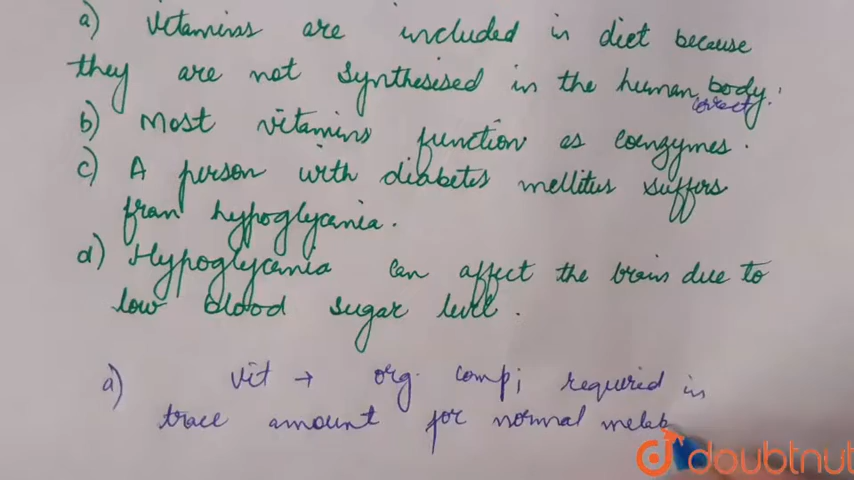 a) vitamins are included in diet because
they are not synthesised in the human body.
correct
b) Most vitamins function as coenzymes.
c) A person with diabetes mellitus suffers
from hypoglycemia.
d) Hypoglycemia can affect the brain due to
low blood sugar level.
a) vit → org. comp; required in
trace amount for normal metab
doubtnut